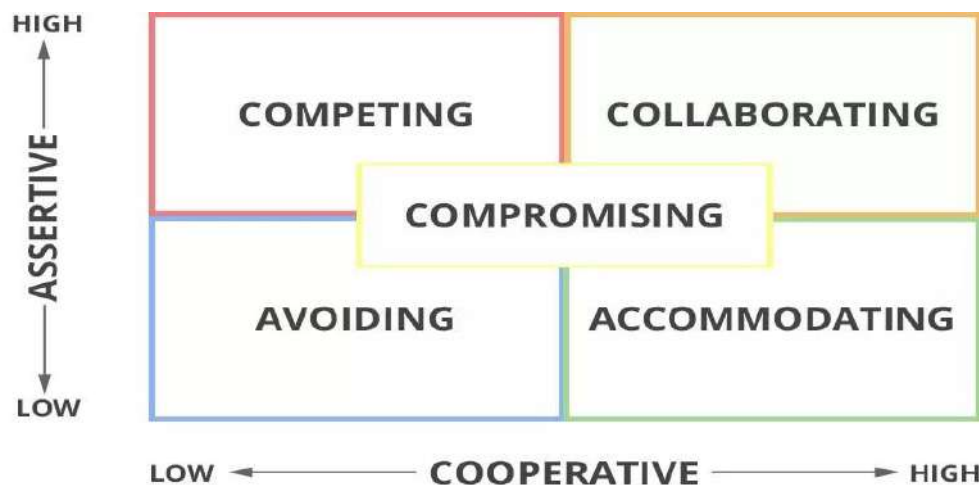 HIGH
COMPETING
COLLABORATING
ASSERTIVE
COMPROMISING
AVOIDING
ACCOMMODATING
LOW
LOW
COOPERATIVE
HIGH